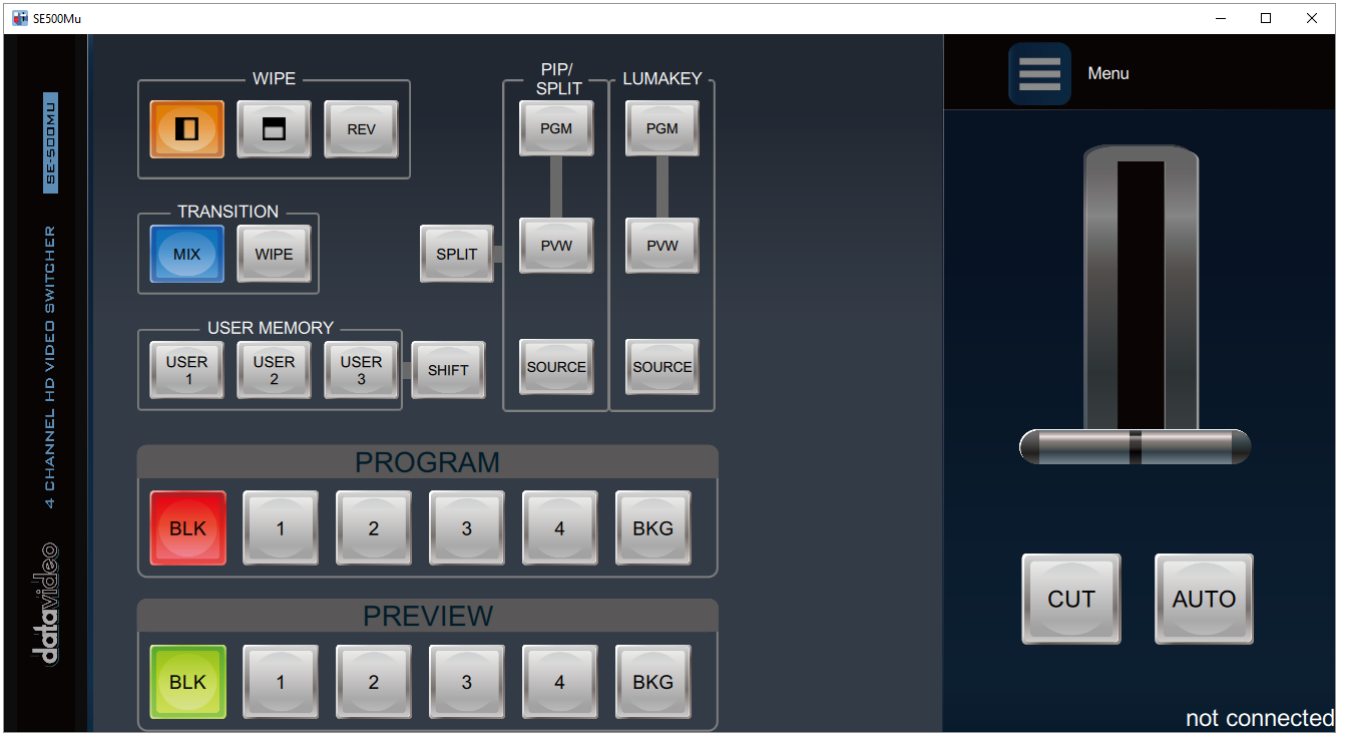 SE500Mu
SE-500MU
4 CHANNEL HD VIDEO SWITCHER
datavideo
WIPE
REV
TRANSITION
MIX
WIPE
SPLIT
USER MEMORY
USER
1
USER
2
USER
3
SHIFT
PIP/
SPLIT
PGM
PVW
SOURCE
LUMAKEY
PGM
PVW
SOURCE
PROGRAM
BLK
1
2
3
4
BKG
PREVIEW
BLK
1
2
3
4
BKG
Menu
CUT
AUTO
not connected